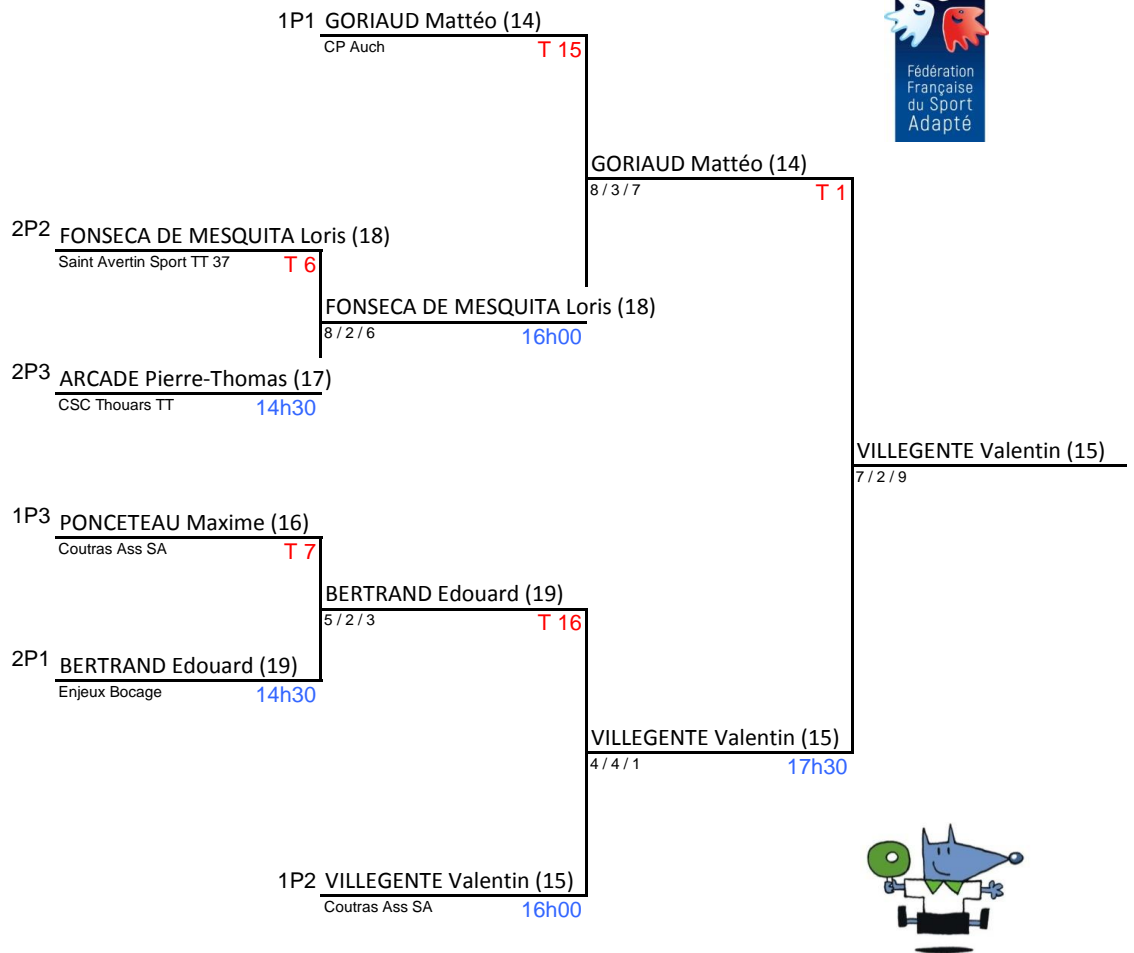 1P1 GORIAUD Mattéo (14)
CP Auch T 15
Fédération
Française
du Sport
Adapté
GORIAUD Mattéo (14)
8 / 3 / 7 T 1
2P2 FONSECA DE MESQUITA Loris (18)
Saint Avertin Sport TT 37 T 6
FONSECA DE MESQUITA Loris (18)
8 / 2 / 6 16h00
2P3 ARCADE Pierre-Thomas (17)
CSC Thouars TT 14h30
VILLEGENTE Valentin (15)
7 / 2 / 9
1P3 PONCETEAU Maxime (16)
Coutras Ass SA T 7
BERTRAND Edouard (19)
5 / 2 / 3 T 16
2P1 BERTRAND Edouard (19)
Enjeux Bocage 14h30
VILLEGENTE Valentin (15)
4 / 4 / 1 17h30
1P2 VILLEGENTE Valentin (15)
Coutras Ass SA 16h00